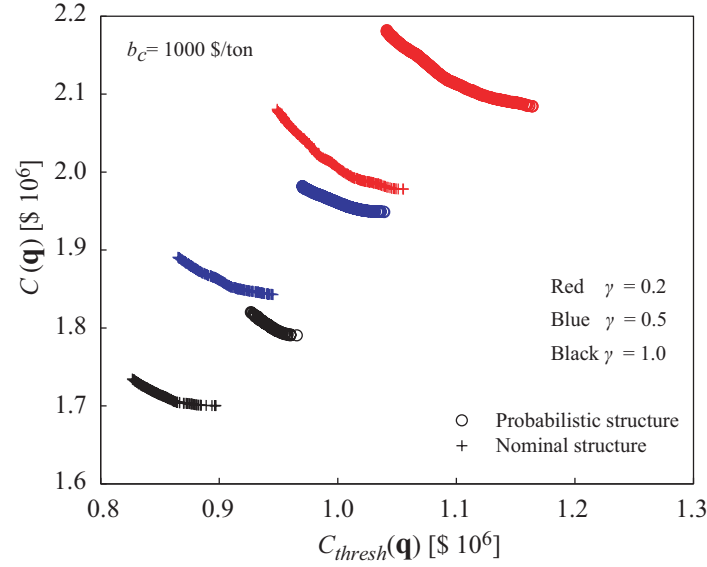 2.2
2.1
2.0
1.9
1.8
1.7
1.6
C(q) [$ 10^6]
b_c= 1000 $/ton
Red γ = 0.2
Blue γ = 0.5
Black γ = 1.0
Probabilistic structure
Nominal structure
0.8 0.9 1.0 1.1 1.2 1.3
C_thresh(q) [$ 10^6]